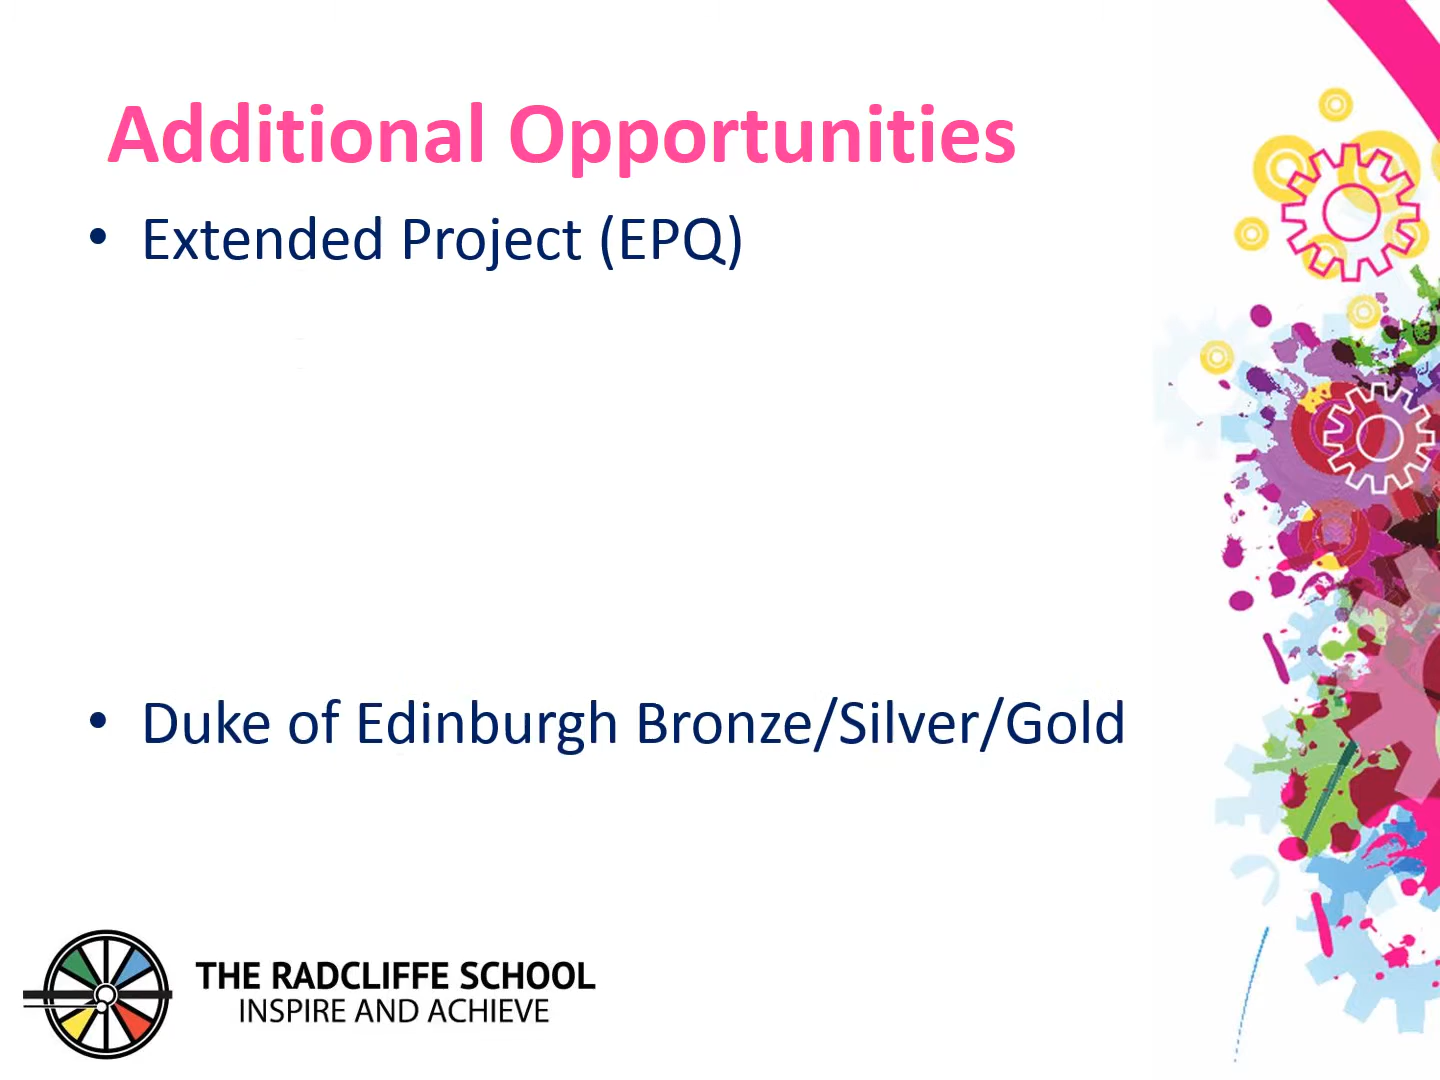 Additional Opportunities
• Extended Project (EPQ)
• Duke of Edinburgh Bronze/Silver/Gold
THE RADCLIFFE SCHOOL
INSPIRE AND ACHIEVE